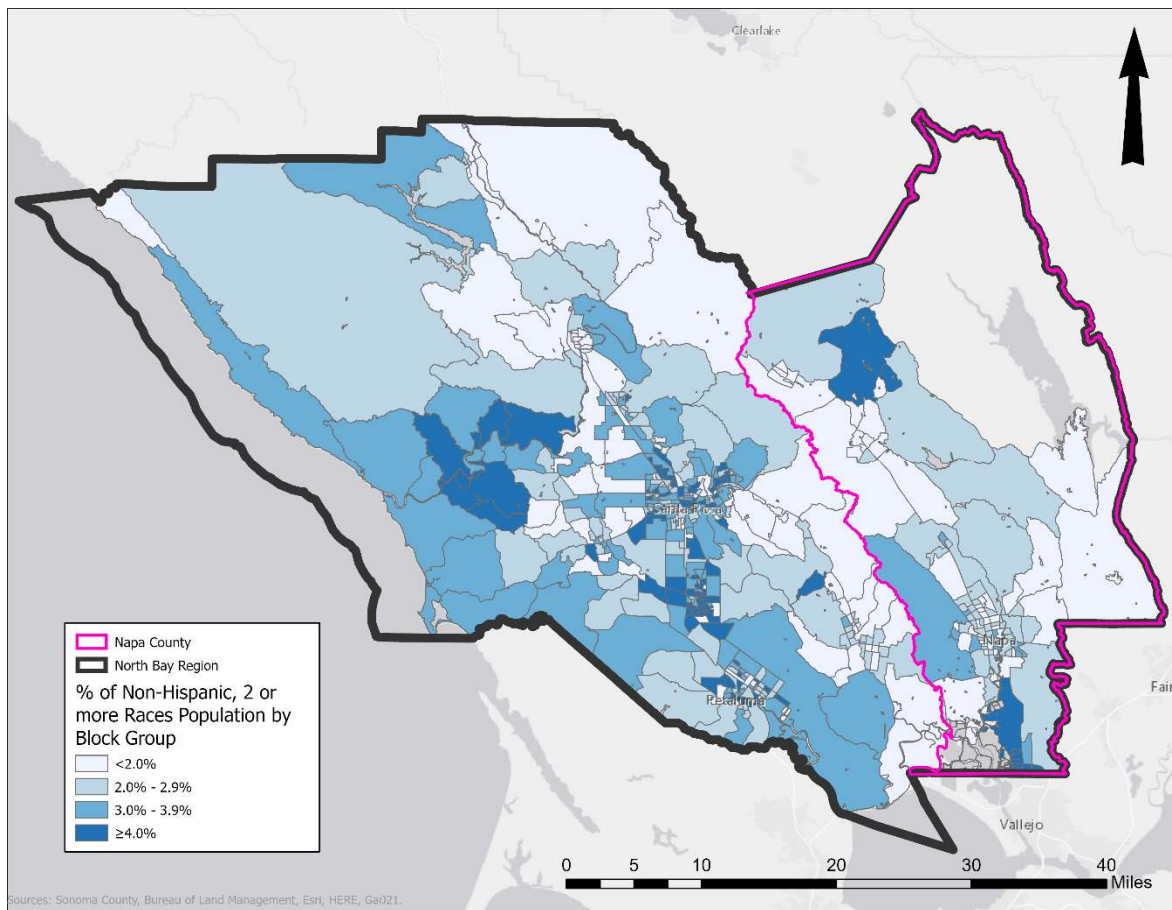 Clearlake
Santa Rosa
Napa
Petaluma
Vallejo
Fair
Napa County
North Bay Region
% of Non-Hispanic, 2 or
more Races Population by
Block Group
<2.0%
2.0% - 2.9%
3.0% - 3.9%
≥4.0%
0 5 10 20 30 40
Miles
Sources: Sonoma County, Bureau of Land Management, Esri, HERE,